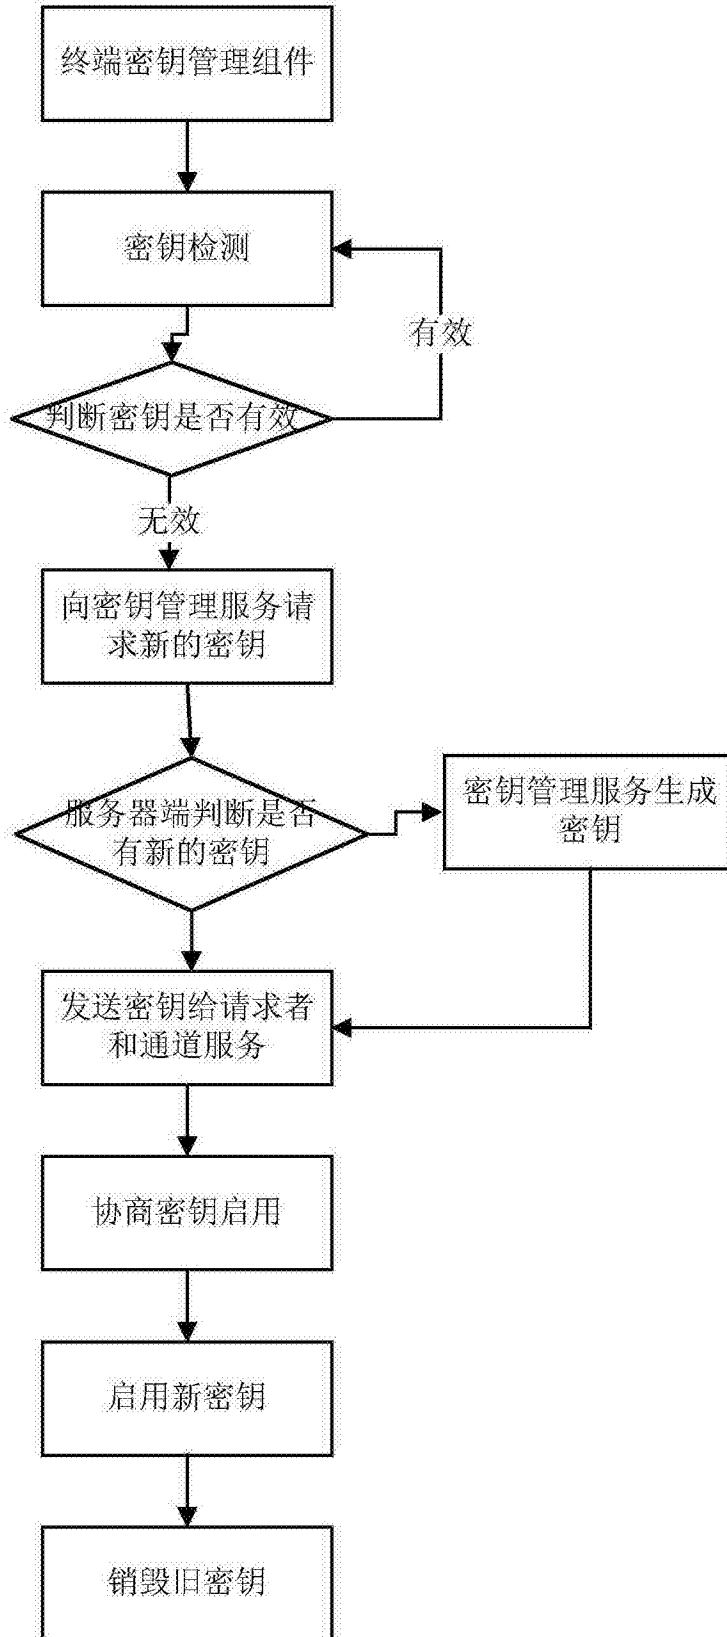 终端密钥管理组件
密钥检测
有效
判断密钥是否有效
无效
向密钥管理服务请
求新的密钥
服务器端判断是否
有新的密钥
密钥管理服务生成
密钥
发送密钥给请求者
和通道服务
协商密钥启用
启用新密钥
销毁旧密钥